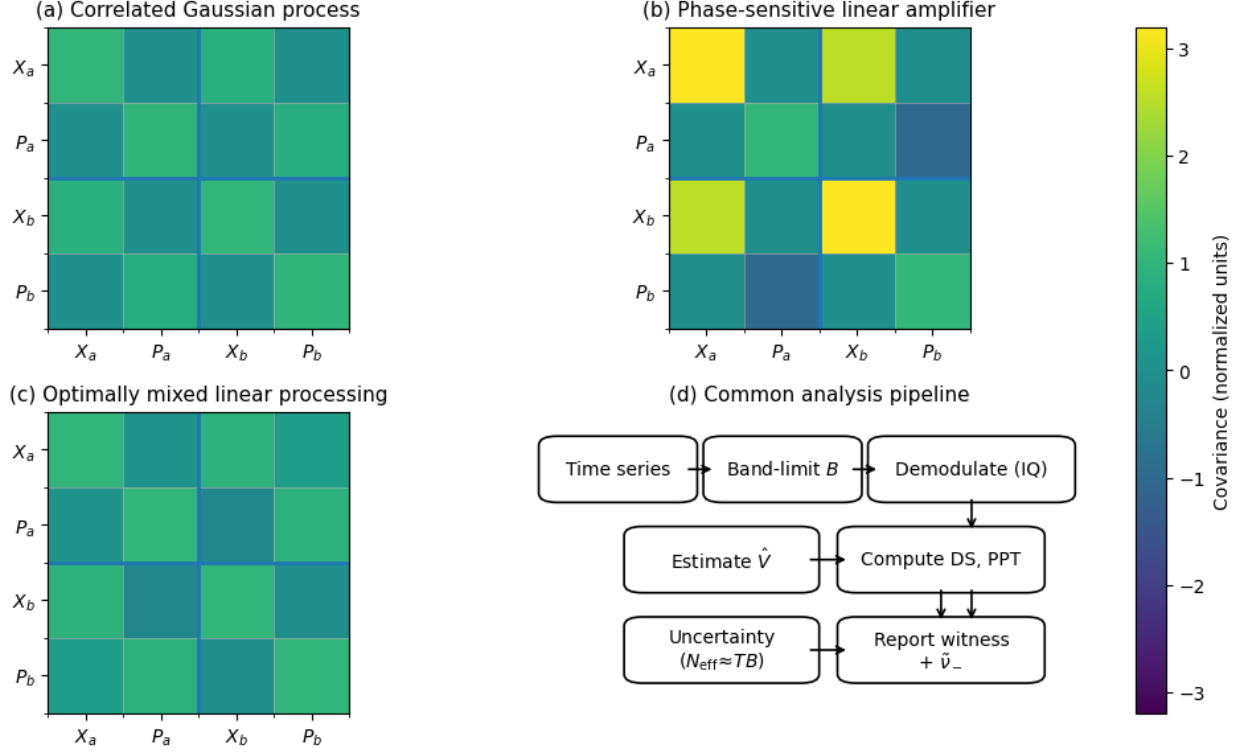 (a) Correlated Gaussian process
X_a
P_a
X_b
P_b
X_a P_a X_b P_b
(b) Phase-sensitive linear amplifier
X_a
P_a
X_b
P_b
X_a P_a X_b P_b
3
2
1
0
−1
−2
−3
Covariance (normalized units)
(c) Optimally mixed linear processing
X_a
P_a
X_b
P_b
X_a P_a X_b P_b
(d) Common analysis pipeline
Time series
Band-limit B
Demodulate (IQ)
Estimate V̂
Compute DS, PPT
Uncertainty
(N_eff≈TB)
Report witness
+ ν̃₋